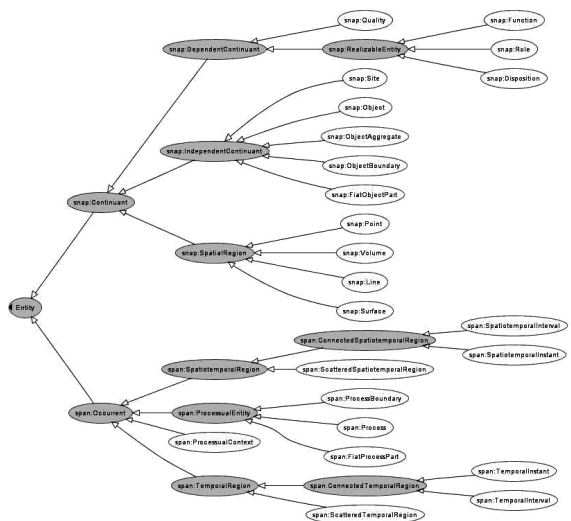 snap:Quality
snap:Function
snap:DependentContinuant
snap:RealizableEntity
snap:Role
snap:Site
snap:Disposition
snap:Object
snap:ObjectAggregate
snap:IndependentContinuant
snap:ObjectBoundary
snap:FiatObjectPart
snap:Continuant
snap:Point
snap:SpatialRegion
snap:Volume
snap:Line
Entity
snap:Surface
span:SpatiotemporalInterval
span:ConnectedSpatiotemporalRegion
span:SpatiotemporalInstant
span:SpatiotemporalRegion
span:ScatteredSpatiotemporalRegion
span:ProcessBoundary
span:Occurrent
span:ProcessualEntity
span:Process
span:ProcessualContext
span:FiatProcessPart
span:TemporalInstant
span:TemporalRegion
span:ConnectedTemporalRegion
span:TemporalInterval
span:ScatteredTemporalRegion